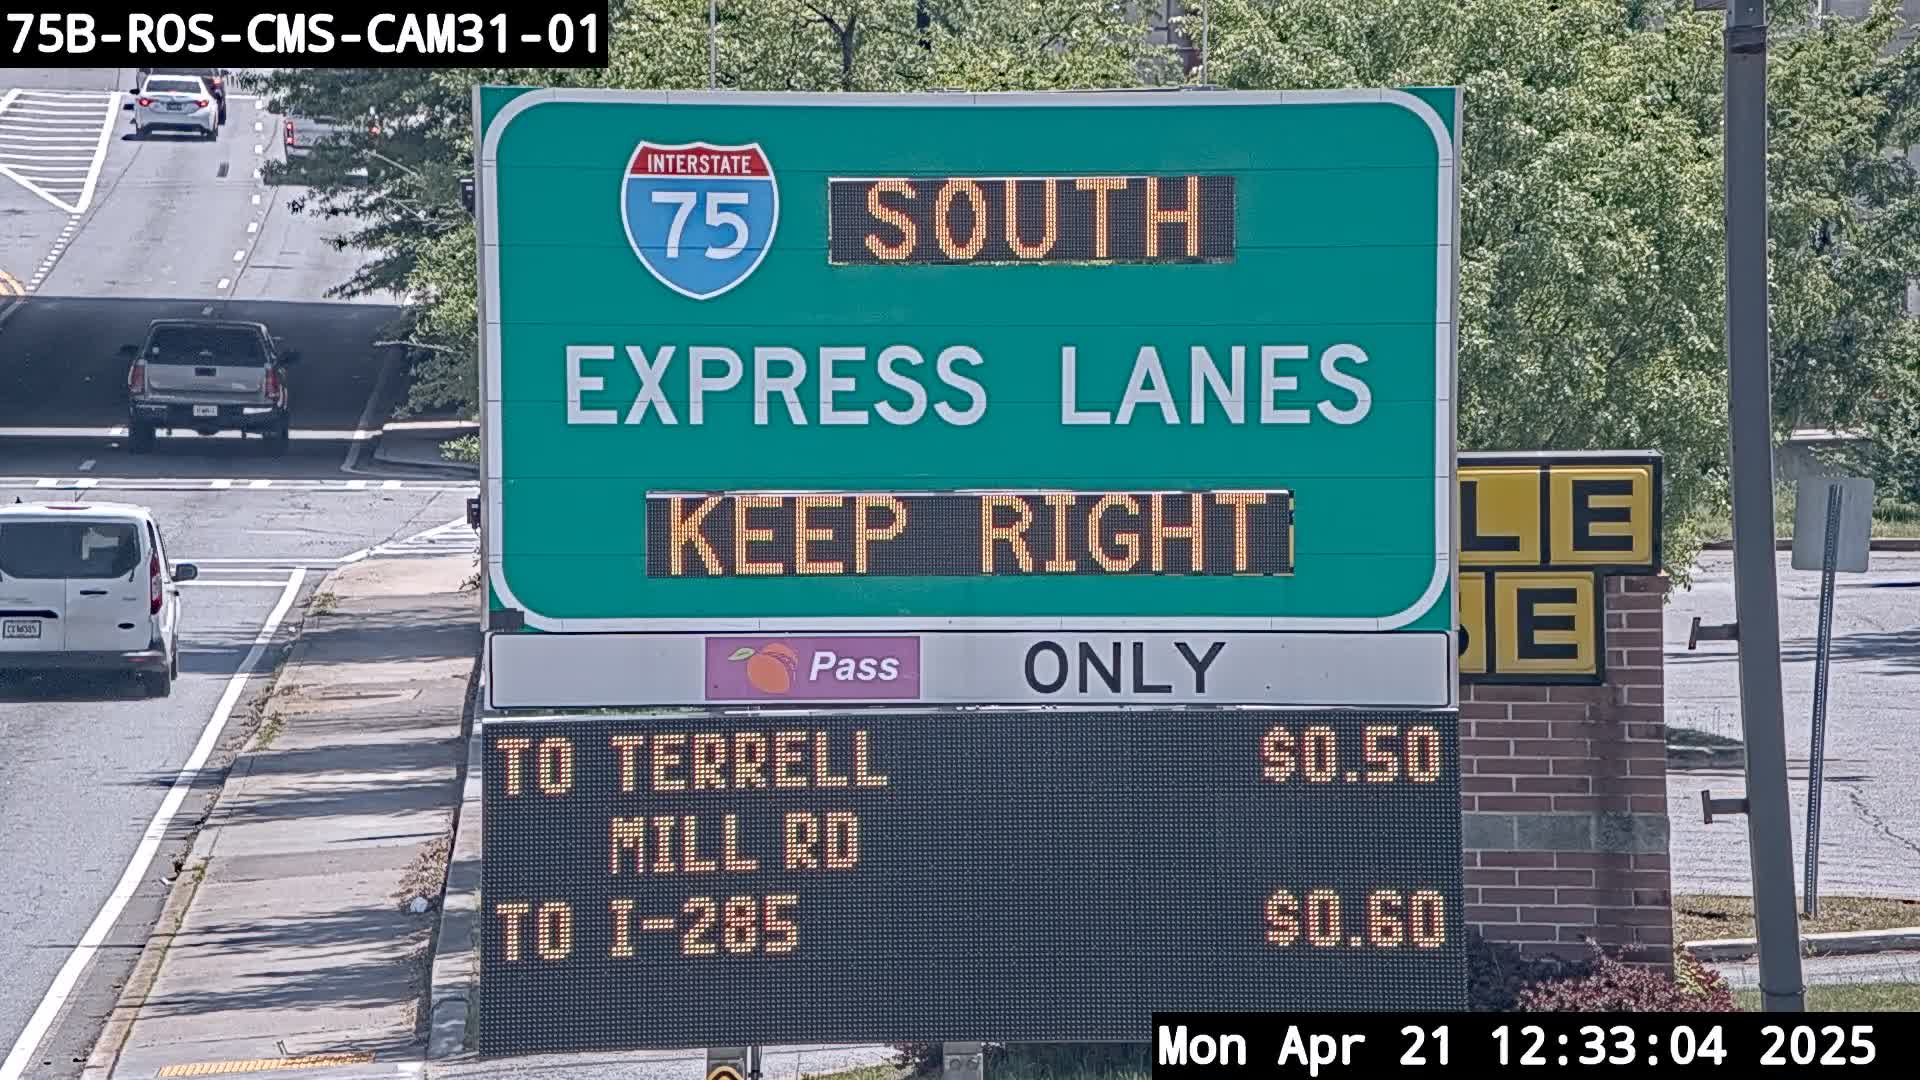 75B-ROS-CMS-CAM31-01
INTERSTATE
75
SOUTH
EXPRESS LANES
KEEP RIGHT
Pass ONLY
TO TERRELL $0.50
MILL RD
TO I-285 $0.60
LE
E
Mon Apr 21 12:33:04 2025